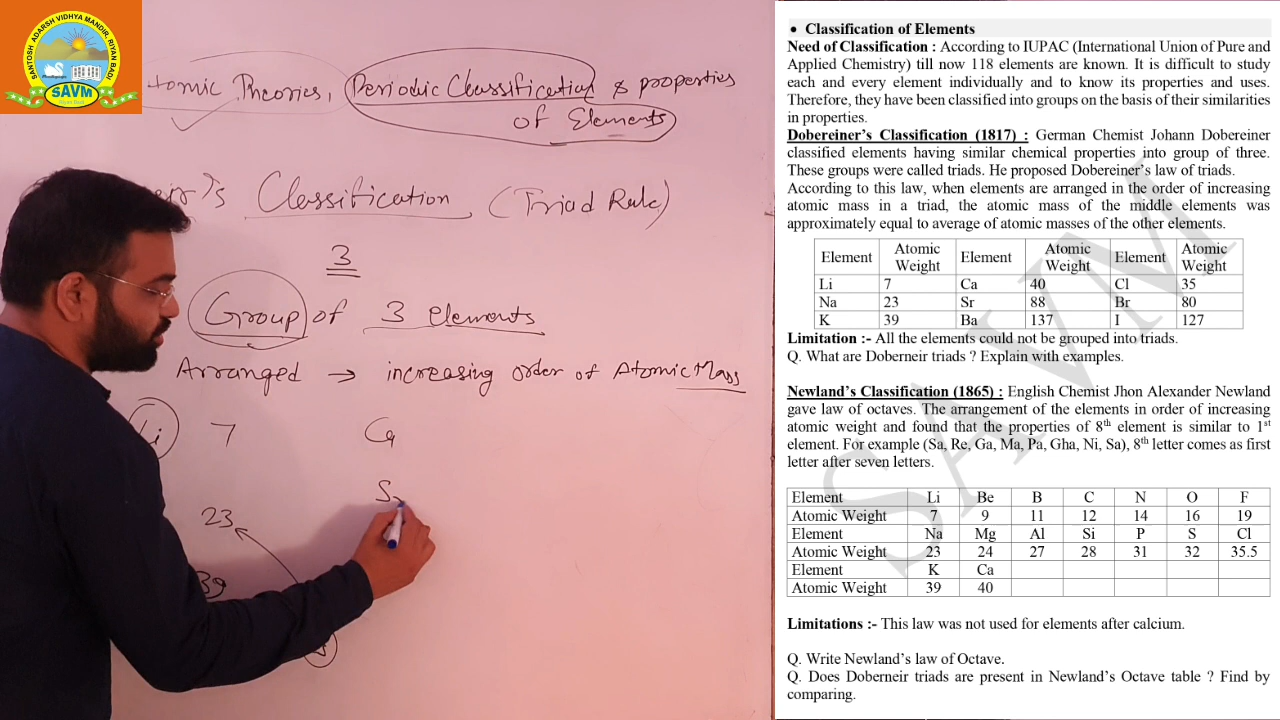 SANTOSH ADARSH VIDHYA MANDIR, RIYAN BADI
SAVM
tomic Theories, Periodic Classification & properties
of Elements
eir's Classification (Triad Rule)
3
Group of 3 elements
Arranged → increasing order of Atomic Mass
Li 7 Ca
Sr
23
39
• Classification of Elements
Need of Classification : According to IUPAC (International Union of Pure and
Applied Chemistry) till now 118 elements are known. It is difficult to study
each and every element individually and to know its properties and uses.
Therefore, they have been classified into groups on the basis of their similarities
in properties.
Dobereiner's Classification (1817) : German Chemist Johann Dobereiner
classified elements having similar chemical properties into group of three.
These groups were called triads. He proposed Dobereiner's law of triads.
According to this law, when elements are arranged in the order of increasing
atomic mass in a triad, the atomic mass of the middle elements was
approximately equal to average of atomic masses of the other elements.
Element Atomic Weight Element Atomic Weight Element Atomic Weight
Li 7 Ca 40 Cl 35
Na 23 Sr 88 Br 80
K 39 Ba 137 I 127
Limitation :- All the elements could not be grouped into triads.
Q. What are Doberneir triads ? Explain with examples.
Newland's Classification (1865) : English Chemist Jhon Alexander Newland
gave law of octaves. The arrangement of the elements in order of increasing
atomic weight and found that the properties of 8th element is similar to 1st
element. For example (Sa, Re, Ga, Ma, Pa, Gha, Ni, Sa), 8th letter comes as first
letter after seven letters.
Element Li Be B C N O F
Atomic Weight 7 9 11 12 14 16 19
Element Na Mg Al Si P S Cl
Atomic Weight 23 24 27 28 31 32 35.5
Element K Ca
Atomic Weight 39 40
Limitations :- This law was not used for elements after calcium.
Q. Write Newland's law of Octave.
Q. Does Doberneir triads are present in Newland's Octave table ? Find by
comparing.
SAVM